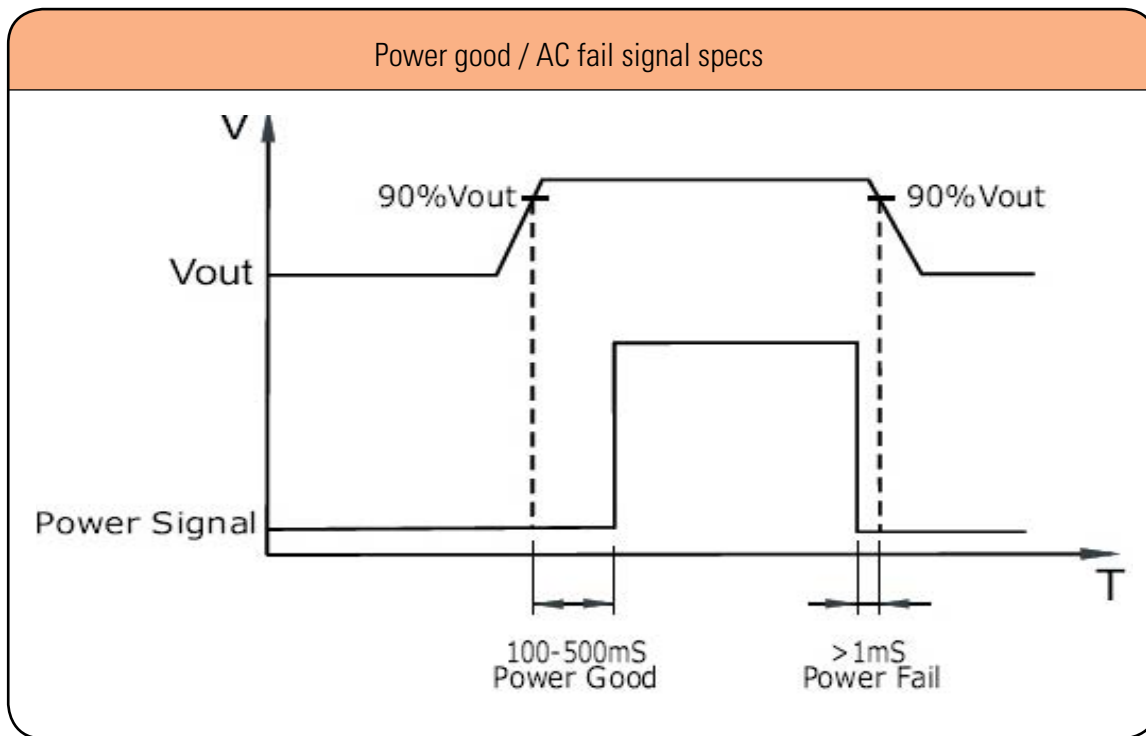 Power good / AC fail signal specs
V
90%Vout
90%Vout
Vout
Power Signal
T
100-500mS
Power Good
>1mS
Power Fail